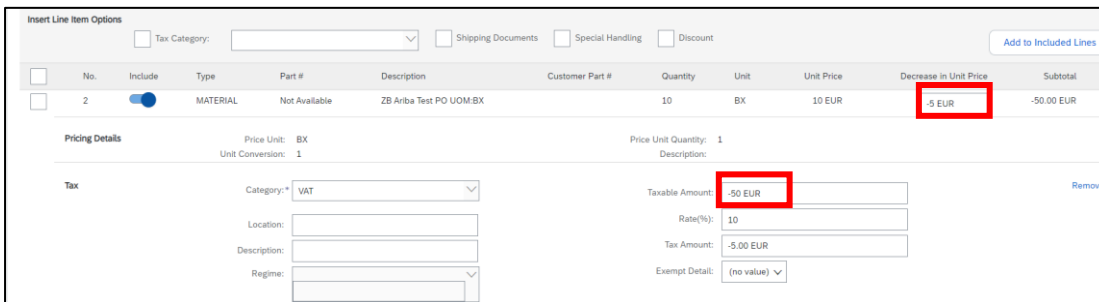 Insert Line Item Options
Tax Category: Shipping Documents Special Handling Discount
Add to Included Lines
No. Include Type Part # Description Customer Part # Quantity Unit Unit Price Decrease in Unit Price Subtotal
2 MATERIAL Not Available ZB Ariba Test PO UOM:BX 10 BX 10 EUR -5 EUR -50.00 EUR
Pricing Details Price Unit: BX Price Unit Quantity: 1
Unit Conversion: 1 Description:
Tax Category:* VAT Taxable Amount: -50 EUR Remov
Location: Rate(%): 10
Description: Tax Amount: -5.00 EUR
Regime: Exempt Detail: (no value)